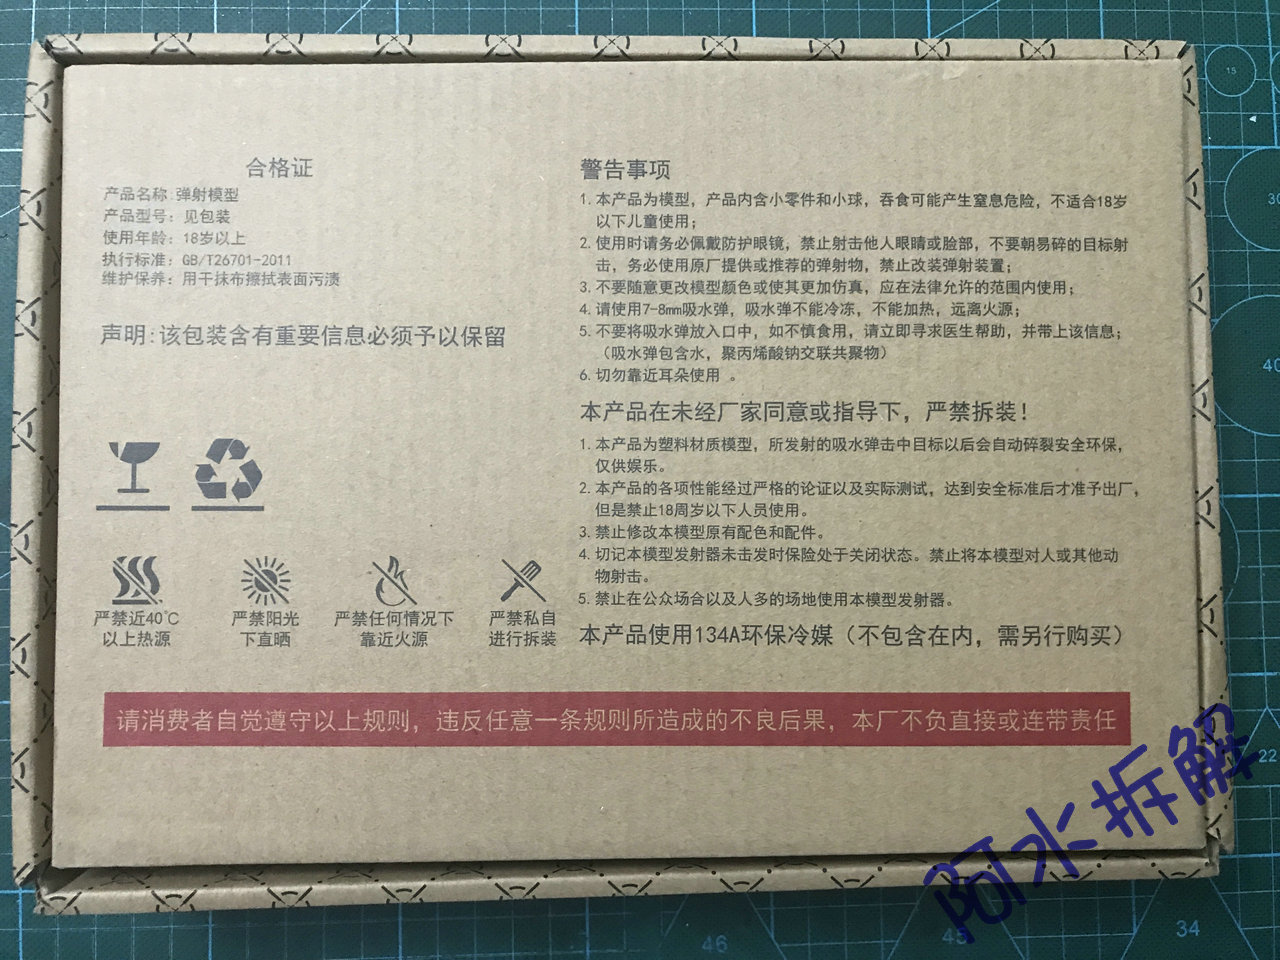 合格证
产品名称:弹射模型
产品型号：见包装
使用年龄：18岁以上
执行标准：GB/T26701-2011
维护保养：用干抹布擦拭表面污渍
声明:该包装含有重要信息必须予以保留
严禁近40℃
以上热源
严禁阳光
下直晒
严禁任何情况下
靠近火源
严禁私自
进行拆装
警告事项
1.本产品为模型，产品内含小零件和小球，吞食可能产生窒息危险，不适合18岁
以下儿童使用；
2.使用时请务必佩戴防护眼镜，禁止射击他人眼睛或脸部，不要朝易碎的目标射
击，务必使用原厂提供或推荐的弹射物，禁止改装弹射装置；
3.不要随意更改模型颜色或使其更加仿真，应在法律允许的范围内使用；
4.请使用7-8mm吸水弹，吸水弹不能冷冻，不能加热，远离火源；
5.不要将吸水弹放入口中，如不慎食用，请立即寻求医生帮助，并带上该信息；
（吸水弹包含水，聚丙烯酸钠交联共聚物）
6.切勿靠近耳朵使用 。
本产品在未经厂家同意或指导下，严禁拆装！
1.本产品为塑料材质模型，所发射的吸水弹击中目标以后会自动碎裂安全环保，
仅供娱乐。
2.本产品的各项性能经过严格的论证以及实际测试，达到安全标准后才准予出厂，
但是禁止18周岁以下人员使用。
3.禁止修改本模型原有配色和配件。
4.切记本模型发射器未击发时保险处于关闭状态。禁止将本模型对人或其他动
物射击。
5.禁止在公众场合以及人多的场地使用本模型发射器。
本产品使用134A环保冷媒（不包含在内，需另行购买）
请消费者自觉遵守以上规则，违反任意一条规则所造成的不良后果，本厂不负直接或连带责任
阿水拆解
15
30
40
22
46
45
34